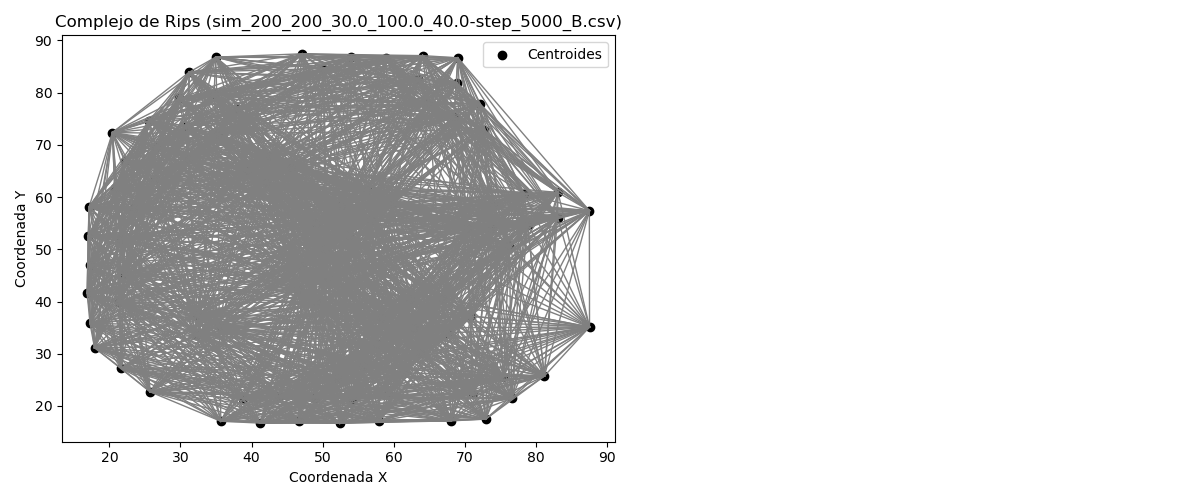 Complejo de Rips (sim_200_200_30.0_100.0_40.0-step_5000_B.csv)
Centroides
90
80
70
60
50
40
30
20
Coordenada Y
20 30 40 50 60 70 80 90
Coordenada X